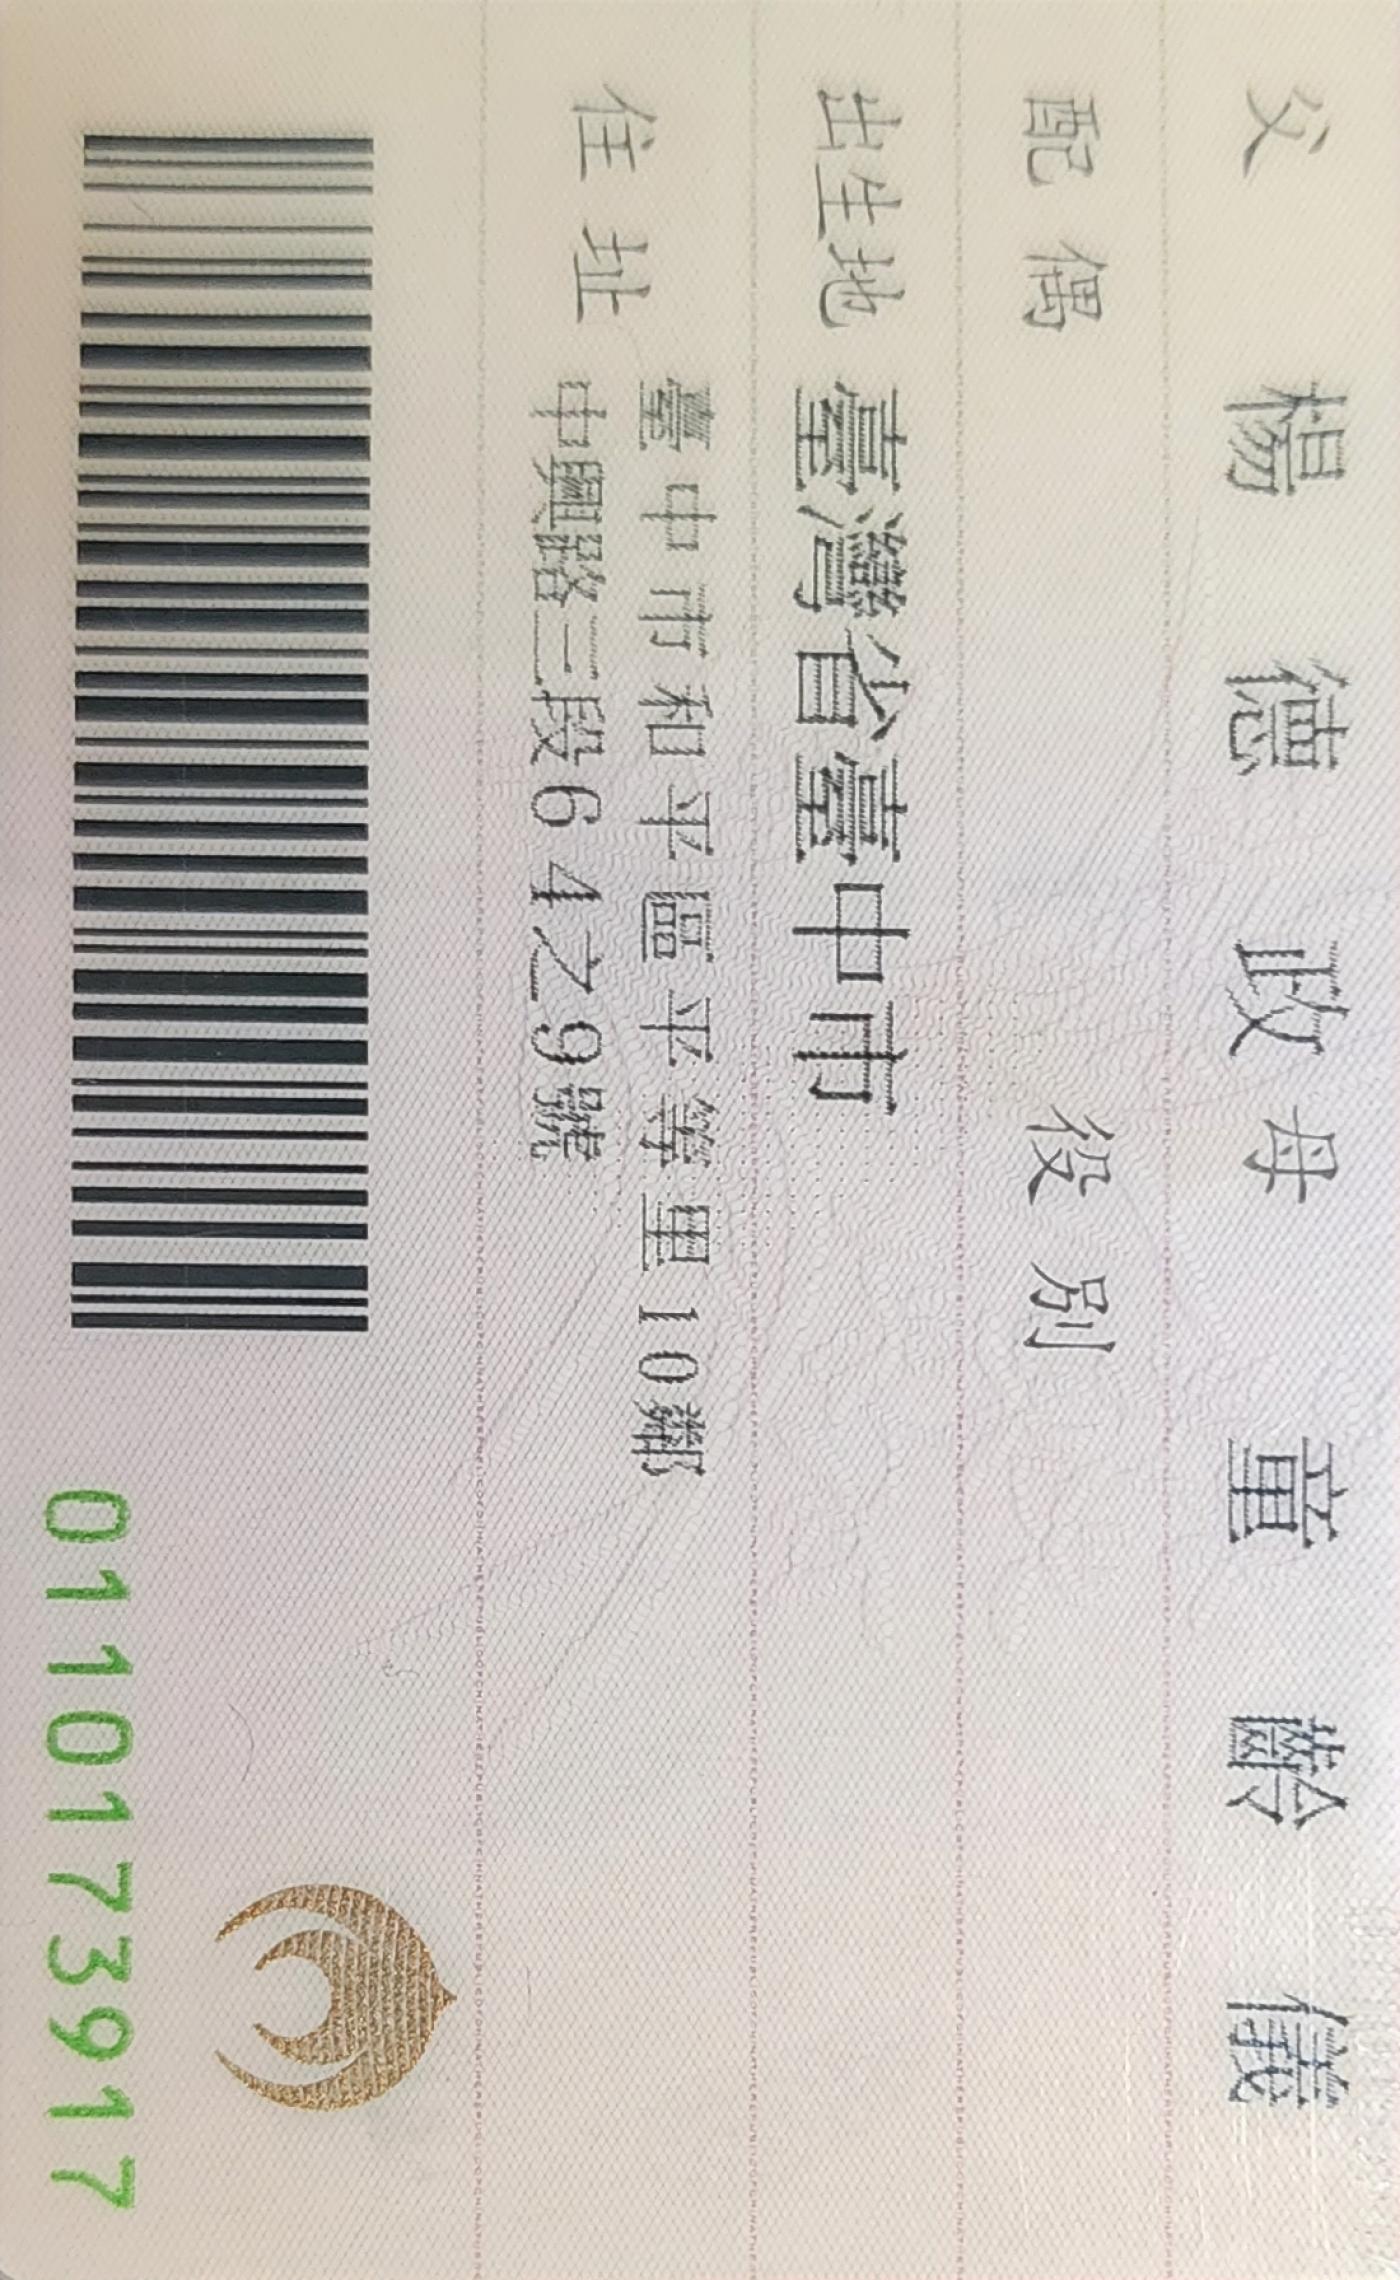 父 楊德政 母 童齡儀
配偶 役別
出生地 臺灣省臺中市
住址 臺中市和平區平等里10鄰
中興路三段64之9號
0110173917